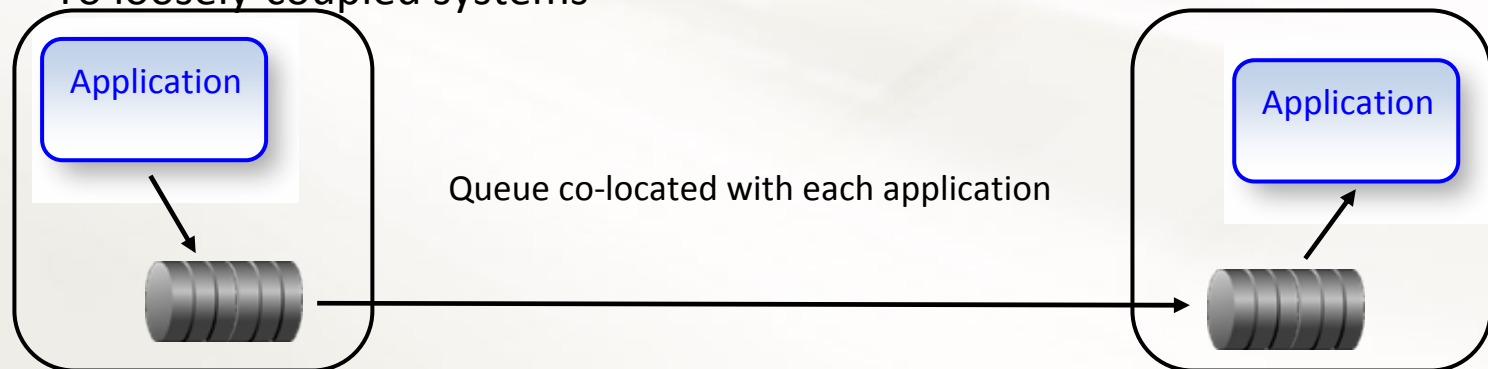 To loosely-coupled systems
Application
Application
Queue co-located with each application